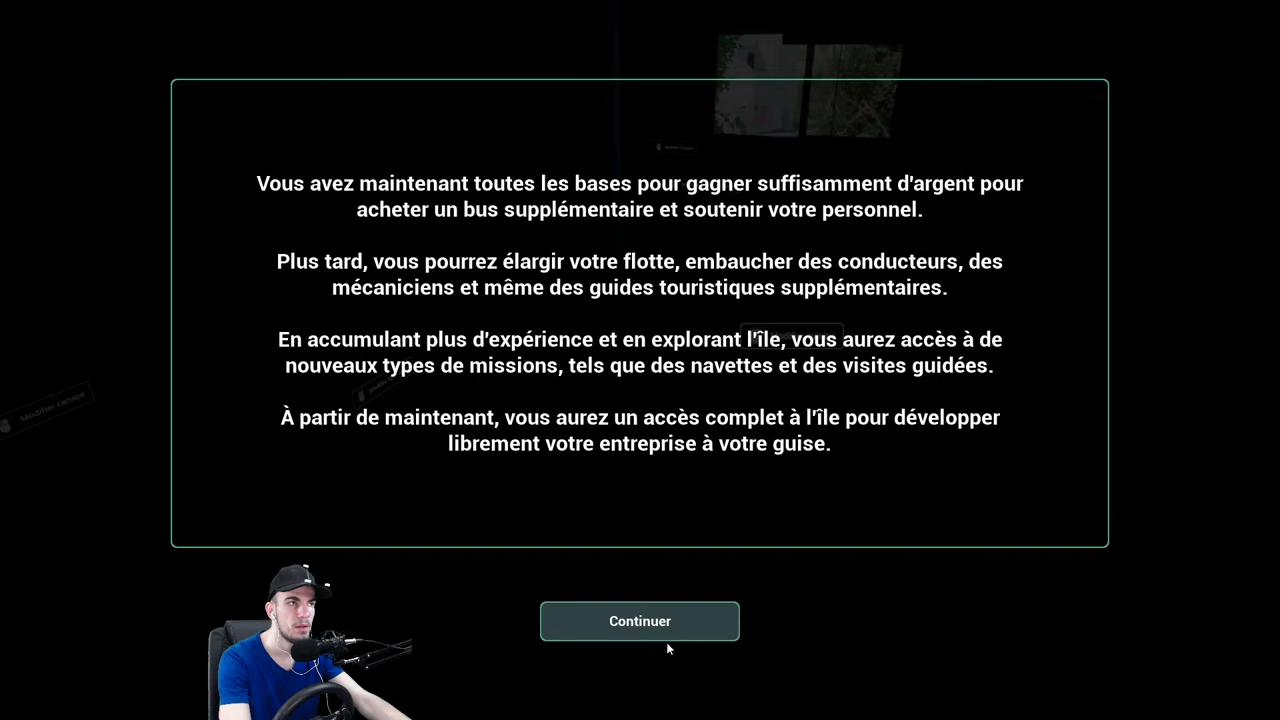 Vous avez maintenant toutes les bases pour gagner suffisamment d'argent pour
acheter un bus supplémentaire et soutenir votre personnel.
Plus tard, vous pourrez élargir votre flotte, embaucher des conducteurs, des
mécaniciens et même des guides touristiques supplémentaires.
En accumulant plus d'expérience et en explorant l'île, vous aurez accès à de
nouveaux types de missions, tels que des navettes et des visites guidées.
À partir de maintenant, vous aurez un accès complet à l'île pour développer
librement votre entreprise à votre guise.
Modifier canapé
Continuer